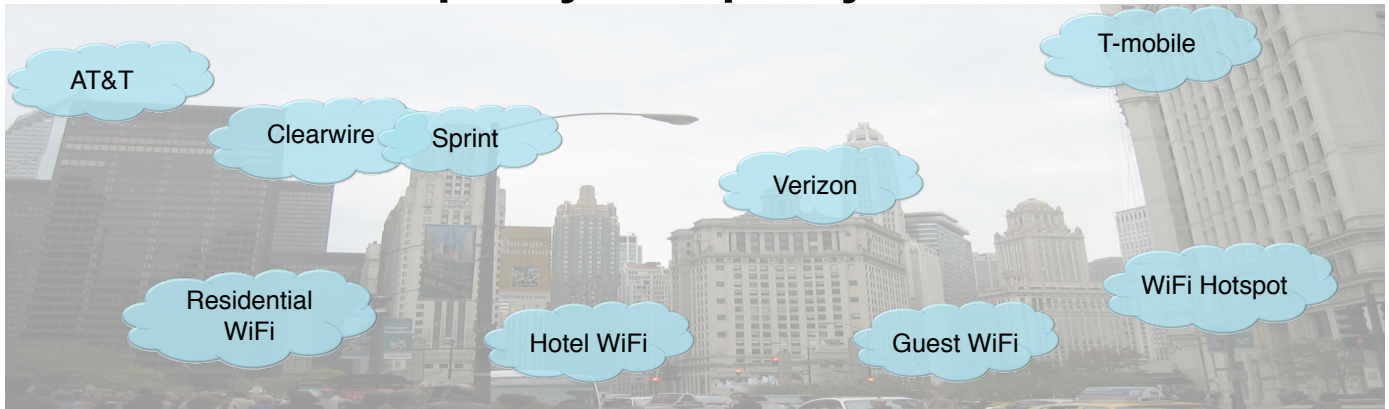 T-mobile
AT&T
Clearwire
Sprint
Verizon
WiFi Hotspot
Residential
WiFi
Hotel WiFi
Guest WiFi